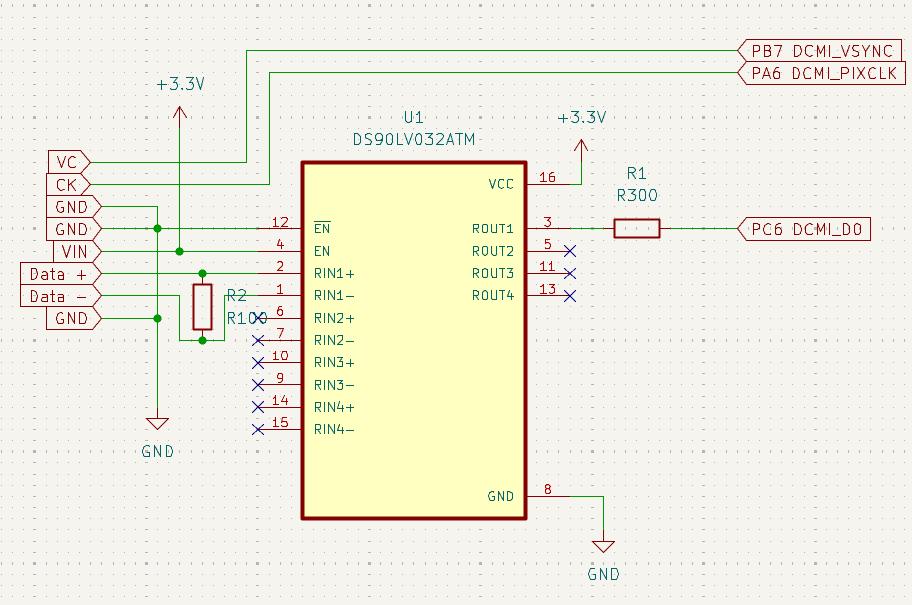 PB7 DCMI_VSYNC
PA6 DCMI_PIXCLK
+3.3V
U1
DS90LV032ATM
+3.3V
R1
R300
VC
CK
GND
GND
VIN
Data +
Data -
GND
R2
R100
GND
12
4
2
1
6
7
10
9
14
15
EN
EN
RIN1+
RIN1-
RIN2+
RIN2-
RIN3+
RIN3-
RIN4+
RIN4-
VCC
ROUT1
ROUT2
ROUT3
ROUT4
GND
16
3
5
11
13
8
PC6 DCMI_D0
GND